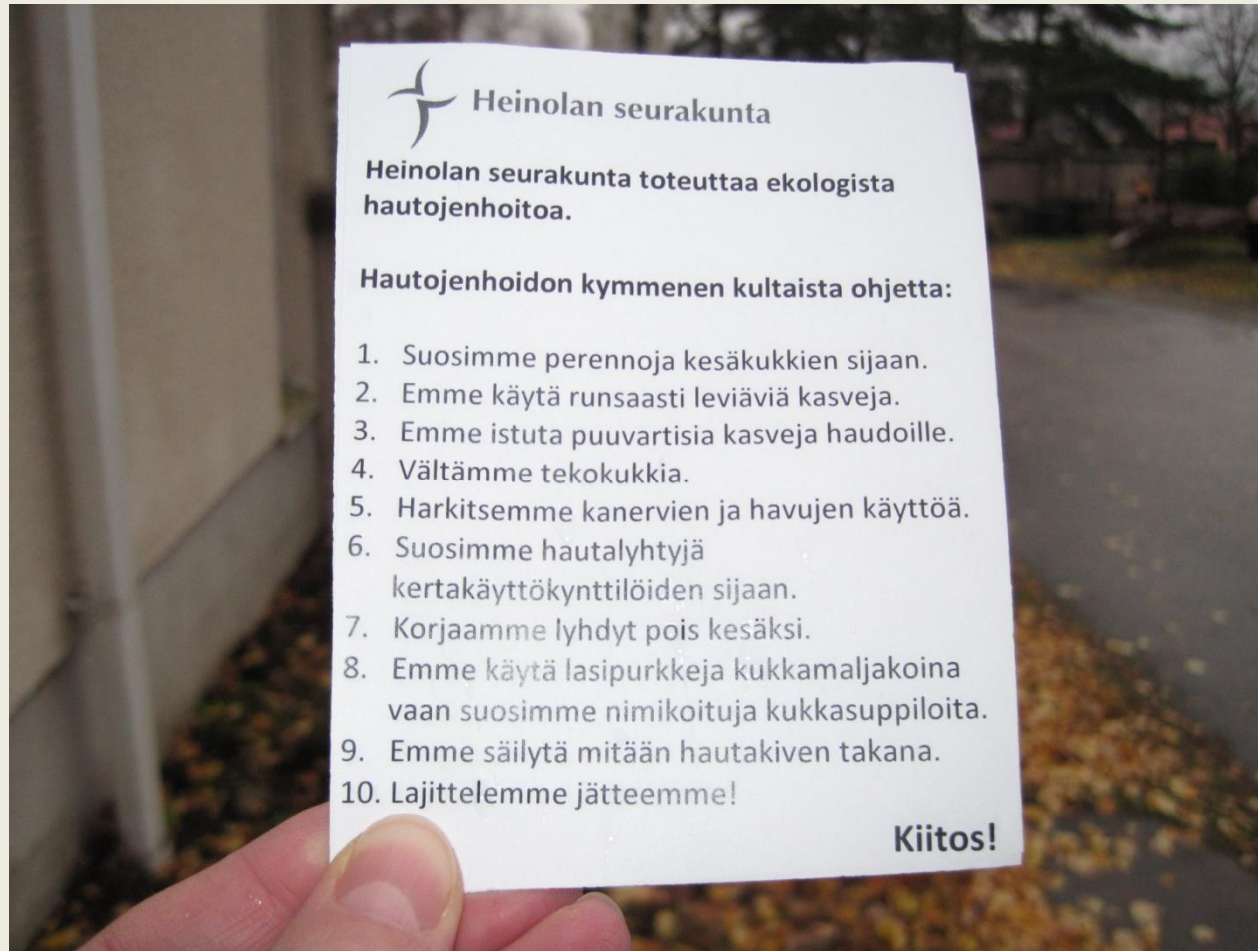 Heinolan seurakunta
Heinolan seurakunta toteuttaa ekologista
hautojenhoitoa.
Hautojenhoidon kymmenen kultaista ohjetta:
1. Suosimme perennoja kesäkukkien sijaan.
2. Emme käytä runsaasti leviäviä kasveja.
3. Emme istuta puuvartisia kasveja haudoille.
4. Vältämme tekokukkia.
5. Harkitsemme kanervien ja havujen käyttöä.
6. Suosimme hautalyhtyjä
kertakäyttökynttilöiden sijaan.
7. Korjaamme lyhdyt pois kesäksi.
8. Emme käytä lasipurkkeja kukkamaljakoina
vaan suosimme nimikoituja kukkasuppiloita.
9. Emme säilytä mitään hautakiven takana.
10. Lajittelemme jätteemme!
Kiitos!